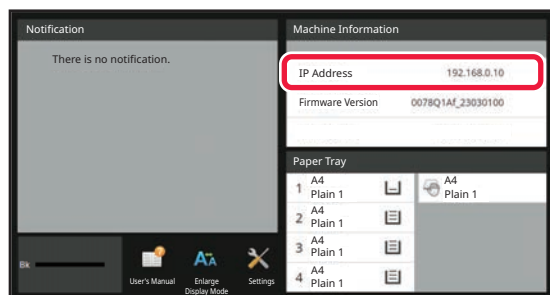 Notification
There is no notification.
Machine Information
IP Address 192.168.0.10
Firmware Version 0078Q1Af_23030100
Paper Tray
1 A4
Plain 1
A4
Plain 1
2 A4
Plain 1
3 A4
Plain 1
4 A4
Plain 1
Bk
User's Manual
Enlarge
Display Mode
Settings